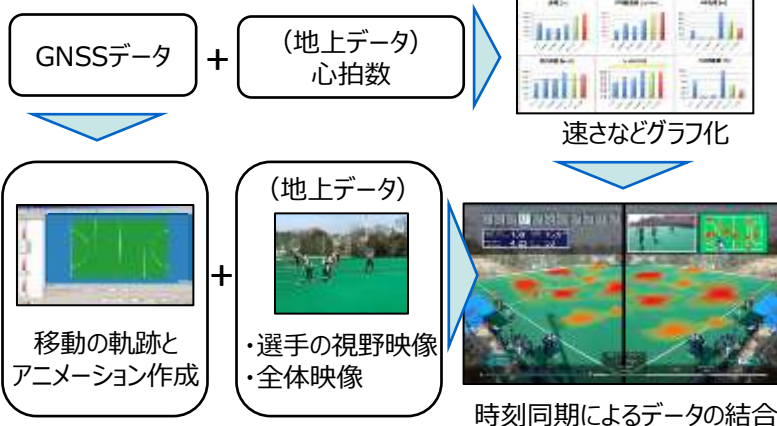 GNSSデータ
+
(地上データ)
心拍数
速さなどグラフ化
移動の軌跡と
アニメーション作成
+
(地上データ)
・選手の視野映像
・全体映像
時刻同期によるデータの結合